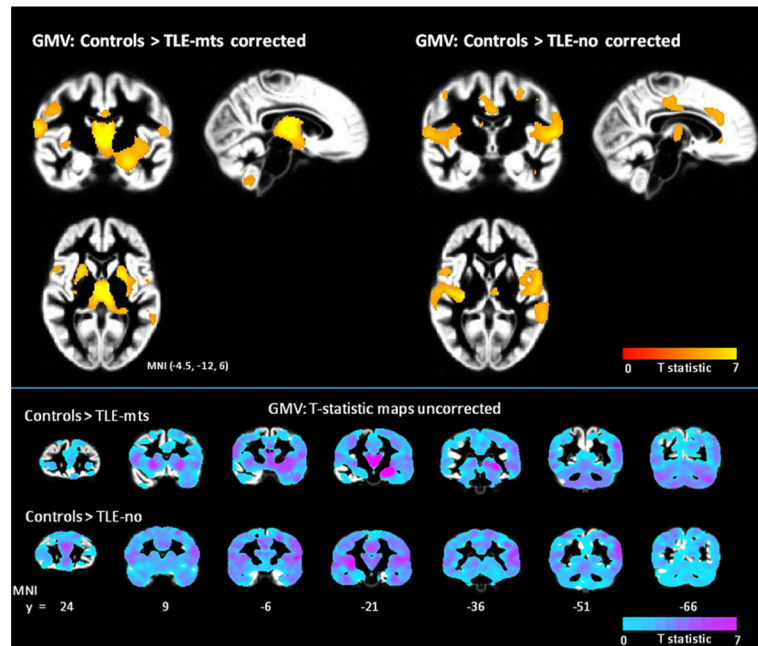 GMV: Controls > TLE-mts corrected
GMV: Controls > TLE-no corrected
MNI (-4.5, -12, 6)
0 T statistic 7
GMV: T-statistic maps uncorrected
Controls > TLE-mts
Controls > TLE-no
MNI
y = 24 9 -6 -21 -36 -51 -66
0 T statistic 7